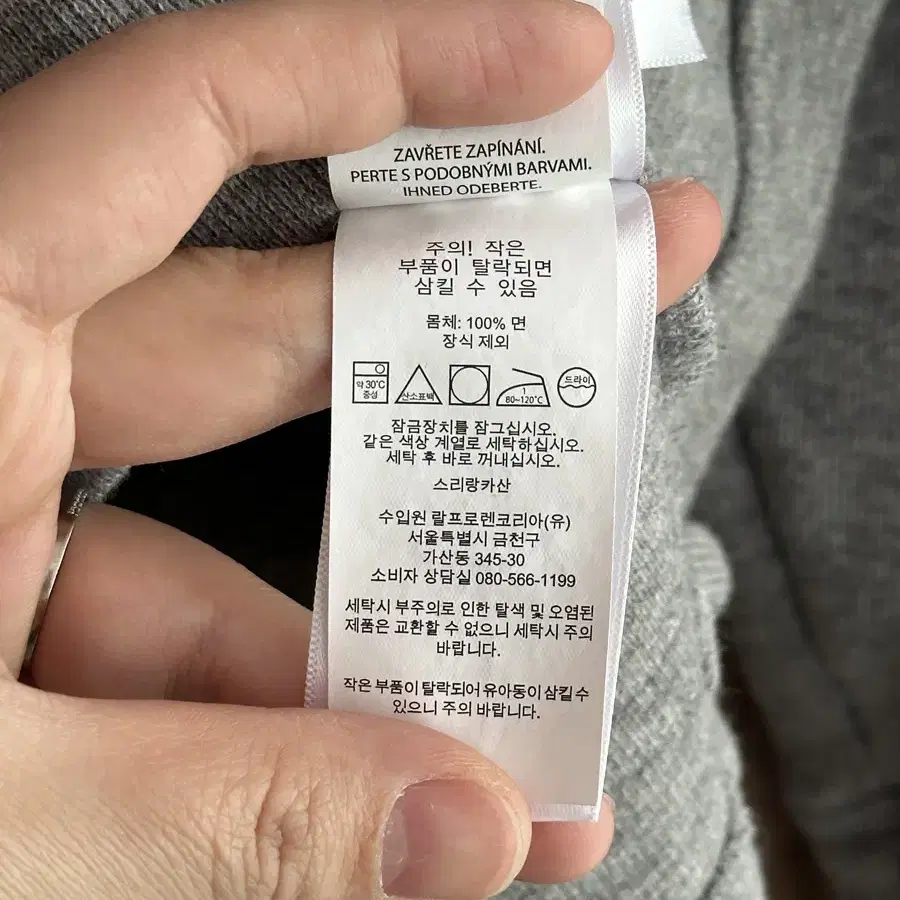 ZAVŘETE ZAPÍNÁNÍ.
PERTE S PODOBNÝMI BARVAMI.
IHNED ODEBERTE.
주의! 작은
부품이 탈락되면
삼킬 수 있음
몸체: 100% 면
장식 제외
약 30℃
중성
산소표백
1
80~120℃
드라이
잠금장치를 잠그십시오.
같은 색상 계열로 세탁하십시오.
세탁 후 바로 꺼내십시오.
스리랑카산
수입원 랄프로렌코리아(유)
서울특별시 금천구
가산동 345-30
소비자 상담실 080-566-1199
세탁시 부주의로 인한 탈색 및 오염된
제품은 교환할 수 없으니 세탁시 주의
바랍니다.
작은 부품이 탈락되어 유아동이 삼킬 수
있으니 주의 바랍니다.